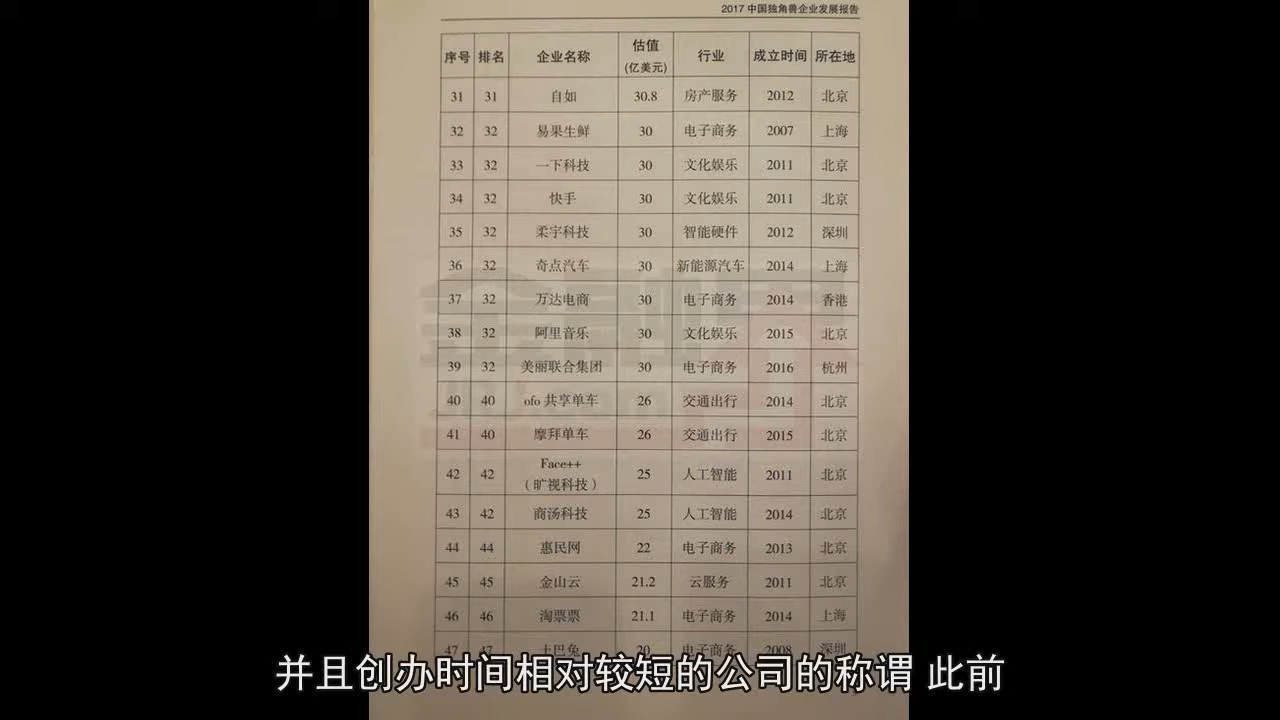 2017 中国独角兽企业发展报告
序号 排名 企业名称 估值 (亿美元) 行业 成立时间 所在地
31 31 自如 30.8 房产服务 2012 北京
32 32 易果生鲜 30 电子商务 2007 上海
33 32 一下科技 30 文化娱乐 2011 北京
34 32 快手 30 文化娱乐 2011 北京
35 32 柔宇科技 30 智能硬件 2012 深圳
36 32 奇点汽车 30 新能源汽车 2014 上海
37 32 万达电商 30 电子商务 2014 香港
38 32 阿里音乐 30 文化娱乐 2015 北京
39 32 美丽联合集团 30 电子商务 2016 杭州
40 40 ofo 共享单车 26 交通出行 2014 北京
41 40 摩拜单车 26 交通出行 2015 北京
42 42 Face++ (旷视科技) 25 人工智能 2011 北京
43 42 商汤科技 25 人工智能 2014 北京
44 44 惠民网 22 电子商务 2013 北京
45 45 金山云 21.2 云服务 2011 北京
46 46 淘票票 21.1 电子商务 2014 上海
47 47 土巴兔 20 电子商务 2008 深圳
并且创办时间相对较短的公司的称谓 此前